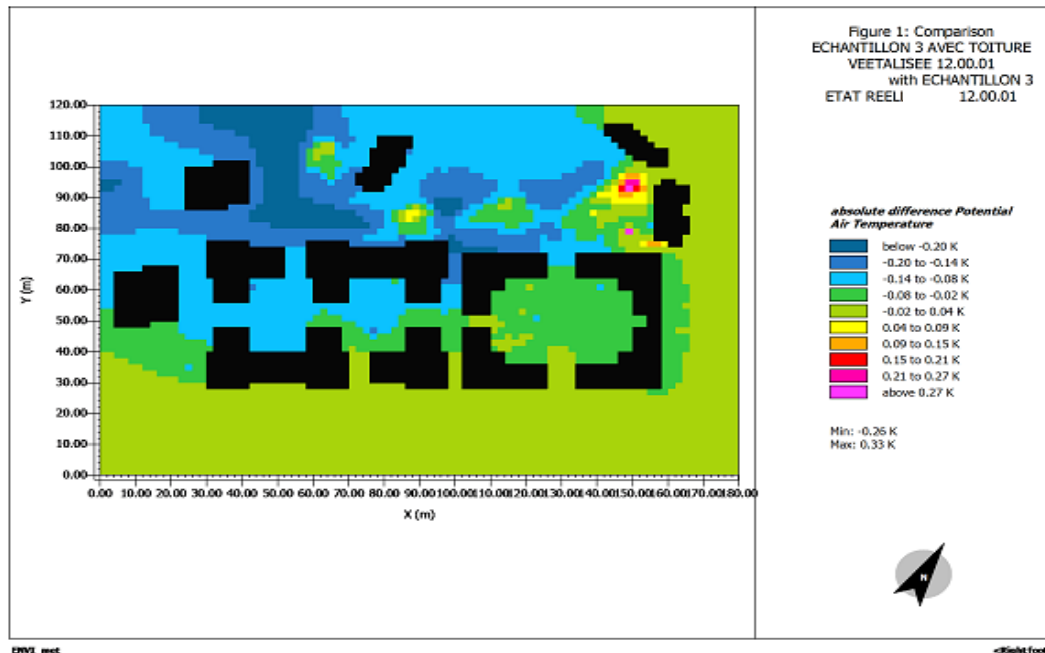 Figure 1: Comparison
ECHANTILLON 3 AVEC TOITURE
VEETALISEE 12.00.01
with ECHANTILLON 3
ETAT REELI 12.00.01
120.00
110.00
100.00
90.00
80.00
70.00
60.00
50.00
40.00
30.00
20.00
10.00
0.00
Y (m)
0.00 10.00 20.00 30.00 40.00 50.00 60.00 70.00 80.00 90.00 100.00 110.00 120.00 130.00 140.00 150.00 160.00 170.00 180.00
X (m)
absolute difference Potential
Air Temperature
below -0.20 K
-0.20 to -0.14 K
-0.14 to -0.08 K
-0.08 to -0.02 K
-0.02 to 0.04 K
0.04 to 0.09 K
0.09 to 0.15 K
0.15 to 0.21 K
0.21 to 0.27 K
above 0.27 K
Min: -0.26 K
Max: 0.33 K
N
ENVI_met
<Right foot